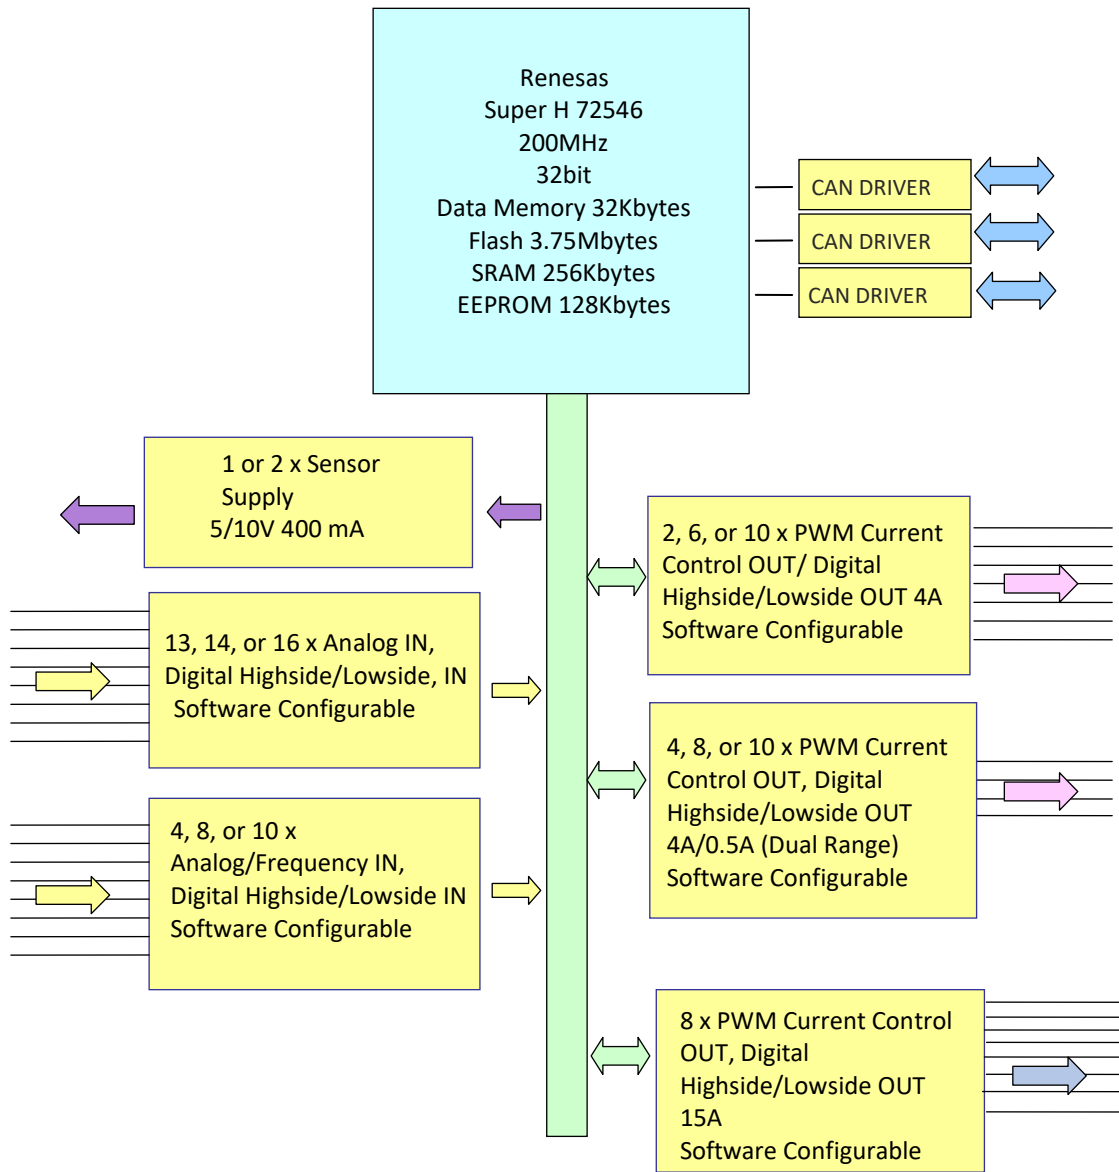 Renesas
Super H 72546
200MHz
32bit
Data Memory 32Kbytes
Flash 3.75Mbytes
SRAM 256Kbytes
EEPROM 128Kbytes
CAN DRIVER
CAN DRIVER
CAN DRIVER
1 or 2 x Sensor
Supply
5/10V 400 mA
2, 6, or 10 x PWM Current
Control OUT/ Digital
Highside/Lowside OUT 4A
Software Configurable
13, 14, or 16 x Analog IN,
Digital Highside/Lowside, IN
Software Configurable
4, 8, or 10 x PWM Current
Control OUT, Digital
Highside/Lowside OUT
4A/0.5A (Dual Range)
Software Configurable
4, 8, or 10 x
Analog/Frequency IN,
Digital Highside/Lowside IN
Software Configurable
8 x PWM Current Control
OUT, Digital
Highside/Lowside OUT
15A
Software Configurable